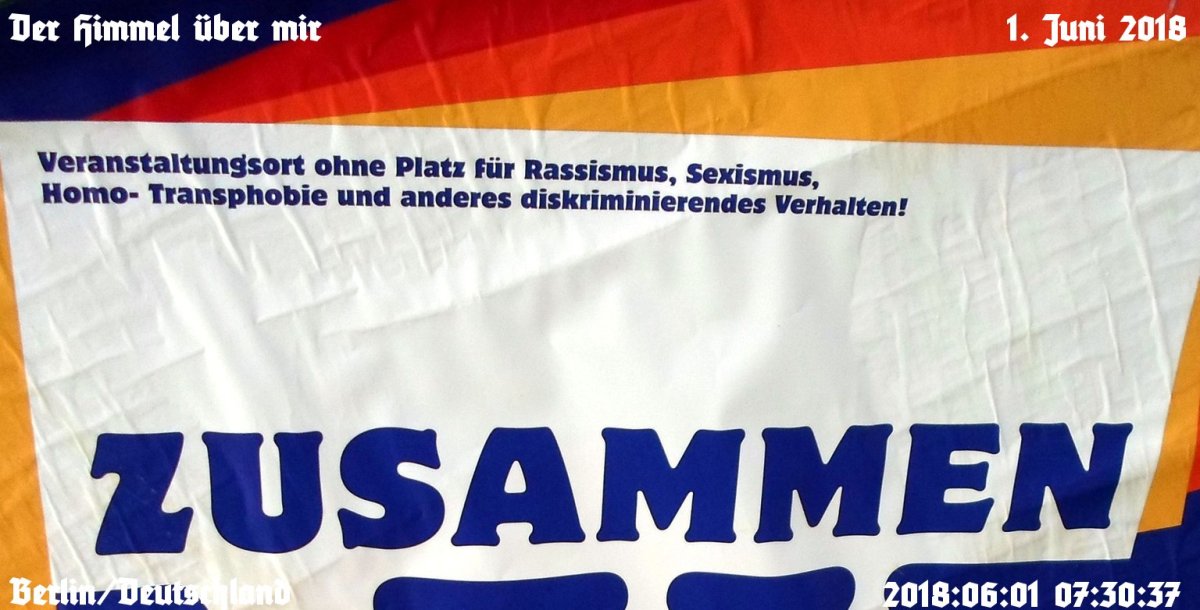 Der Himmel über mir
1. Juni 2018
Veranstaltungsort ohne Platz für Rassismus, Sexismus,
Homo- Transphobie und anderes diskriminierendes Verhalten!
ZUSAMMEN
Berlin/Deutschland
2018:06:01 07:30:37